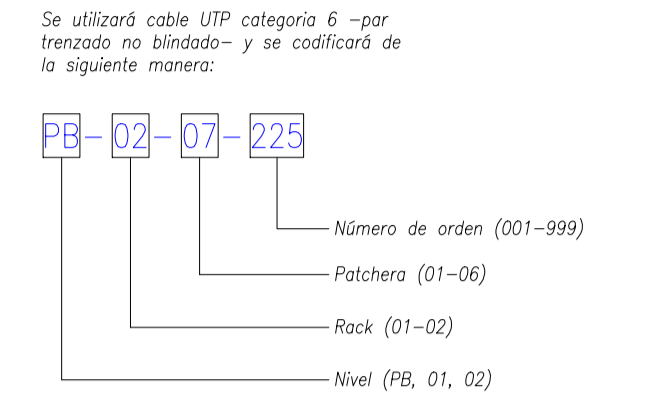 Se utilizará cable UTP categoria 6 -par
trenzado no blindado- y se codificará de
la siguiente manera:
PB-02-07-225
Número de orden (001-999)
Patchera (01-06)
Rack (01-02)
Nivel (PB, 01, 02)